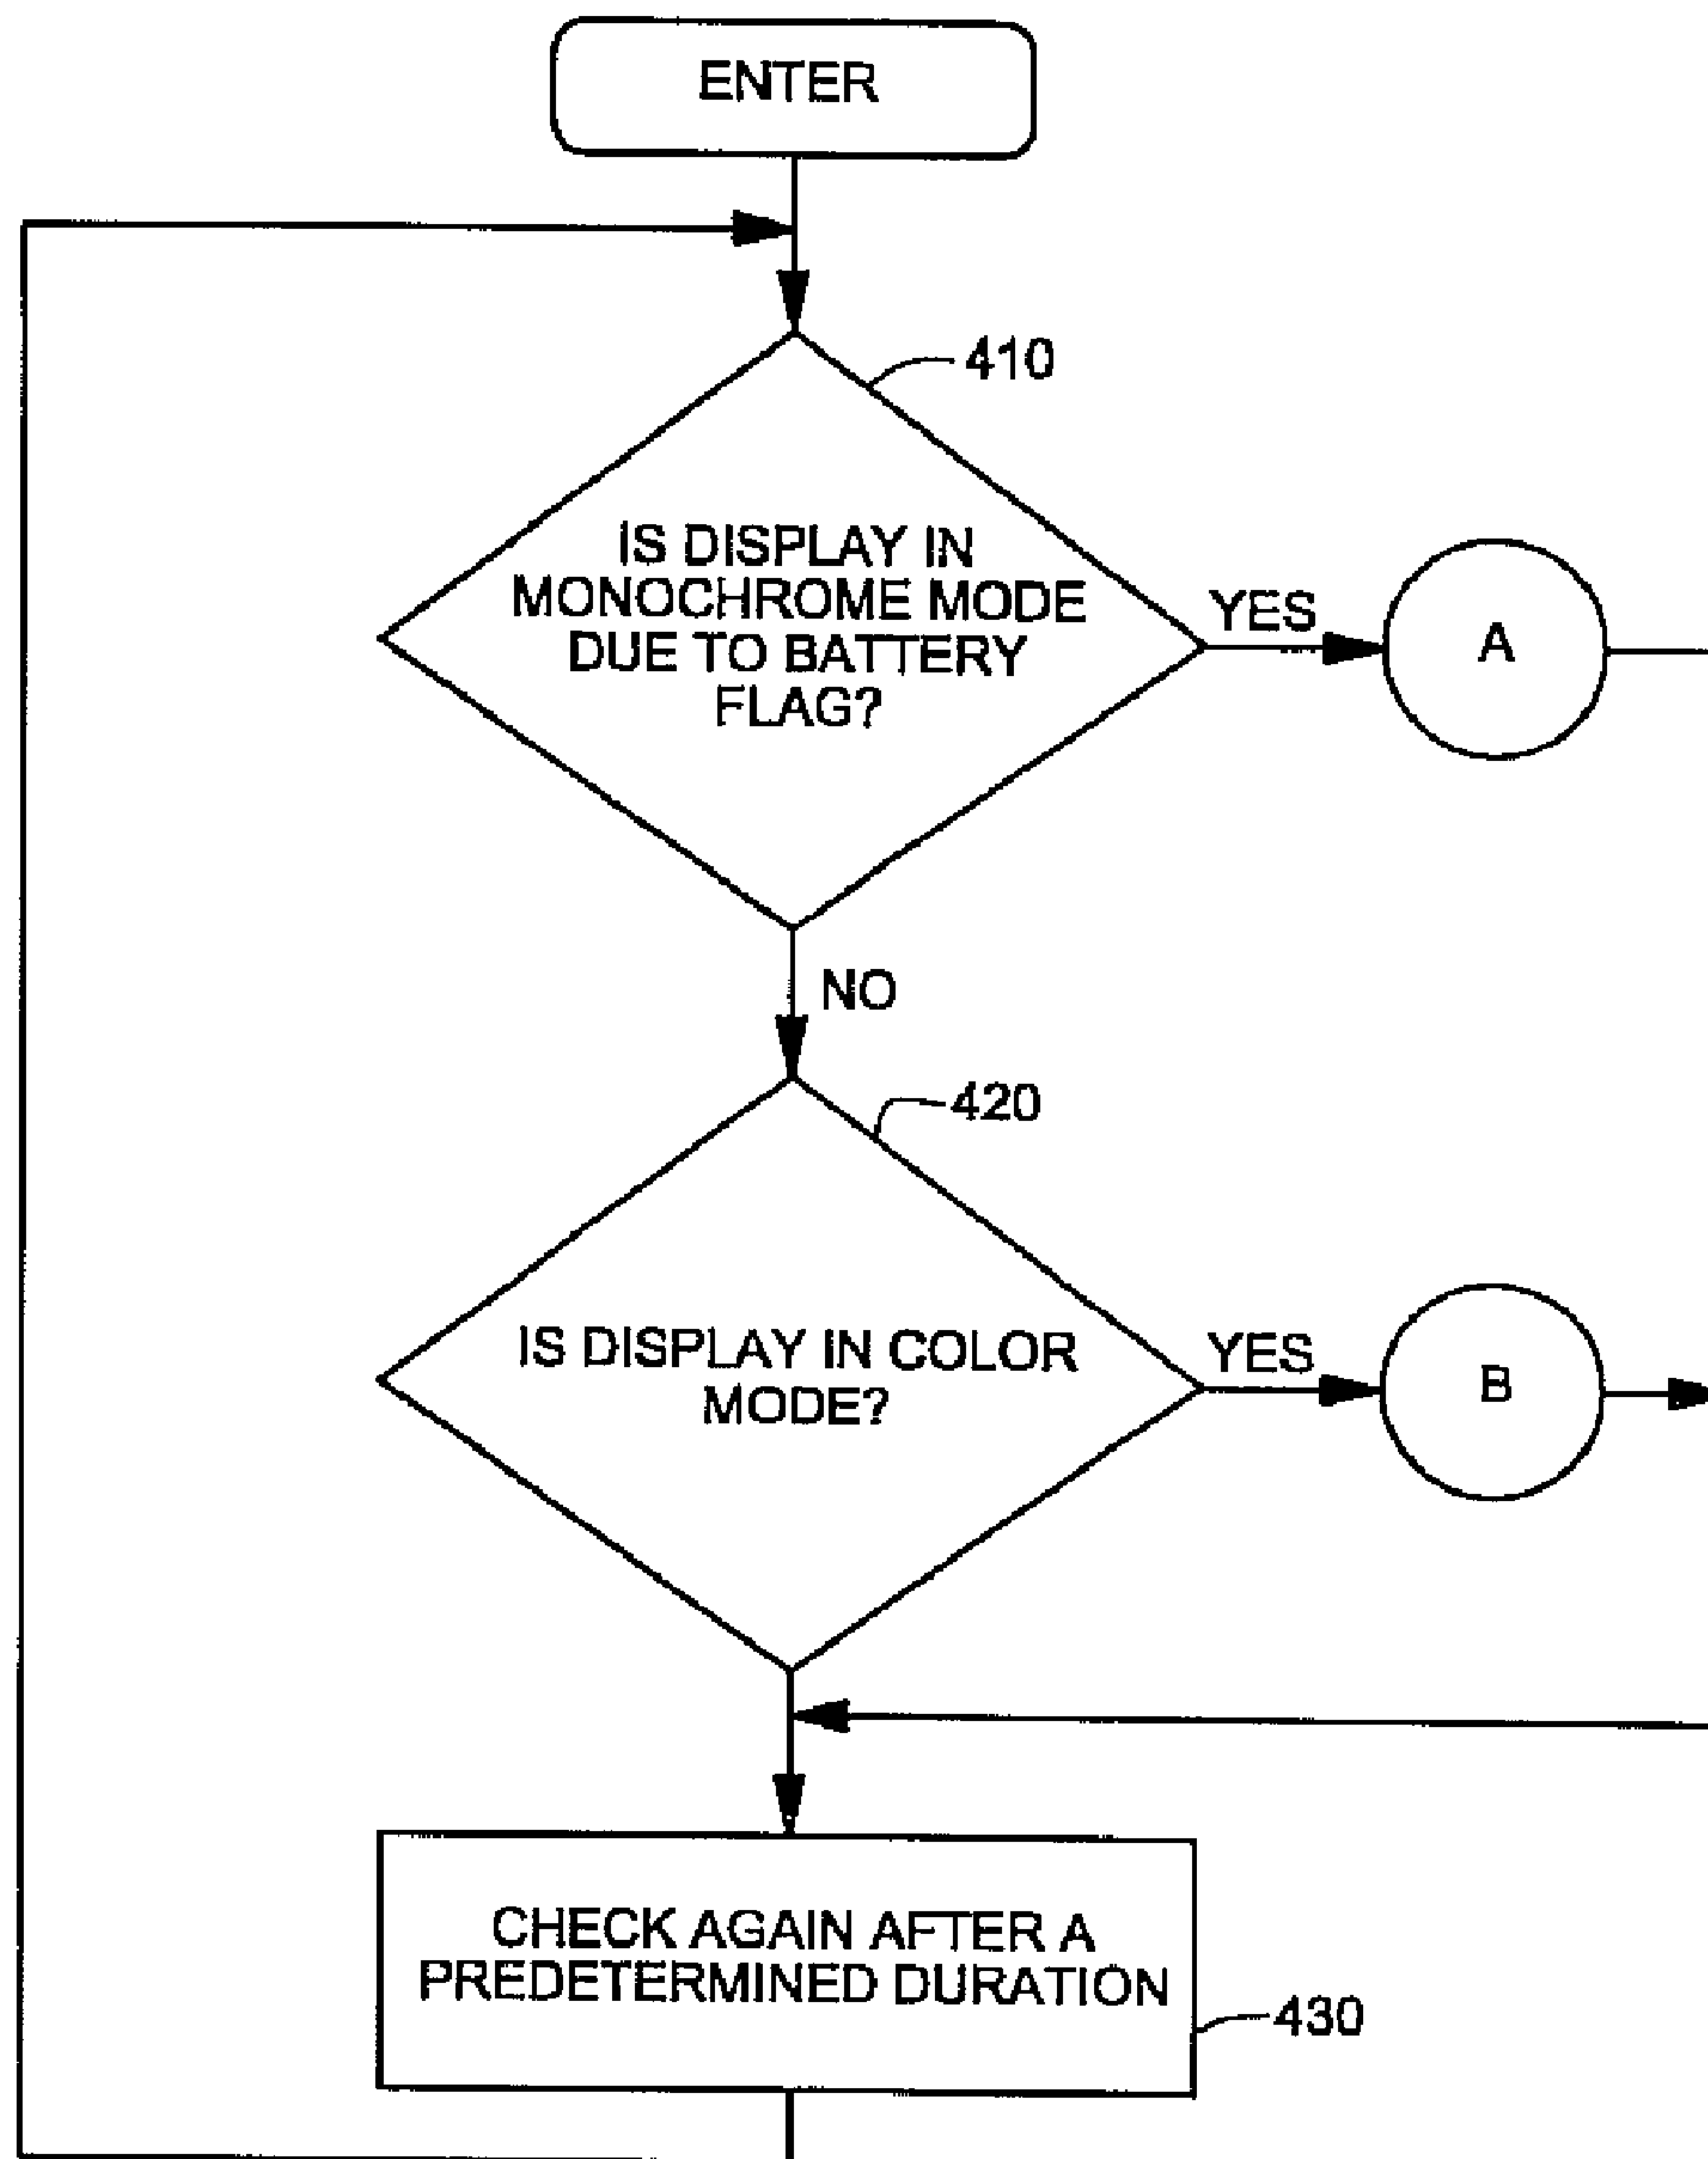 ENTER
410
IS DISPLAY IN
MONOCHROME MODE
DUE TO BATTERY
FLAG?
YES
A
NO
420
IS DISPLAY IN COLOR
MODE?
YES
B
CHECK AGAIN AFTER A
PREDETERMINED DURATION
430